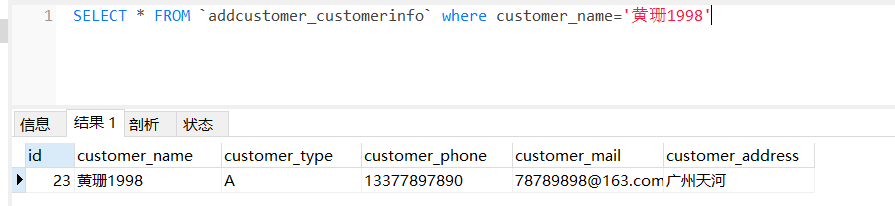 1 SELECT * FROM `addcustomer_customerinfo` where customer_name='黄珊1998'
信息 结果 1 剖析 状态
id customer_name customer_type customer_phone customer_mail customer_address
23 黄珊1998 A 13377897890 78789898@163.com 广州天河